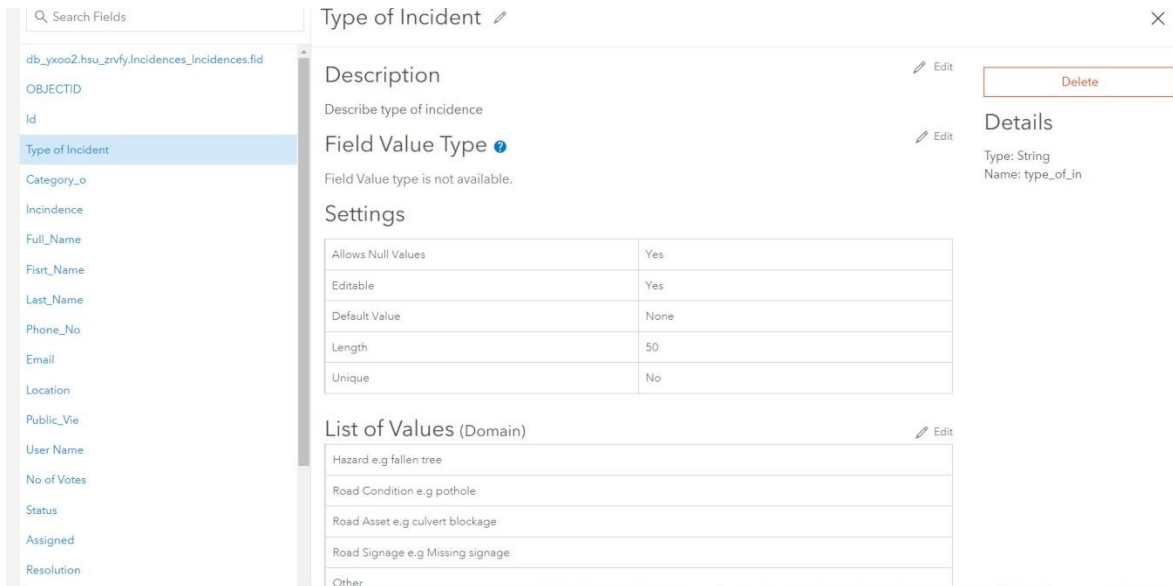 Search Fields
db_yxoo2.hsu_zrvfy.Incidences_Incidences.fid
OBJECTID
Id
Type of Incident
Category_o
Incindence
Full_Name
Fisrt_Name
Last_Name
Phone_No
Email
Location
Public_Vie
User Name
No of Votes
Status
Assigned
Resolution
Type of Incident
Description
Edit
Describe type of incidence
Field Value Type ?
Edit
Field Value type is not available.
Settings
Allows Null Values Yes
Editable Yes
Default Value None
Length 50
Unique No
List of Values (Domain)
Edit
Hazard e.g fallen tree
Road Condition e.g pothole
Road Asset e.g culvert blockage
Road Signage e.g Missing signage
Other
Delete
Details
Type: String
Name: type_of_in